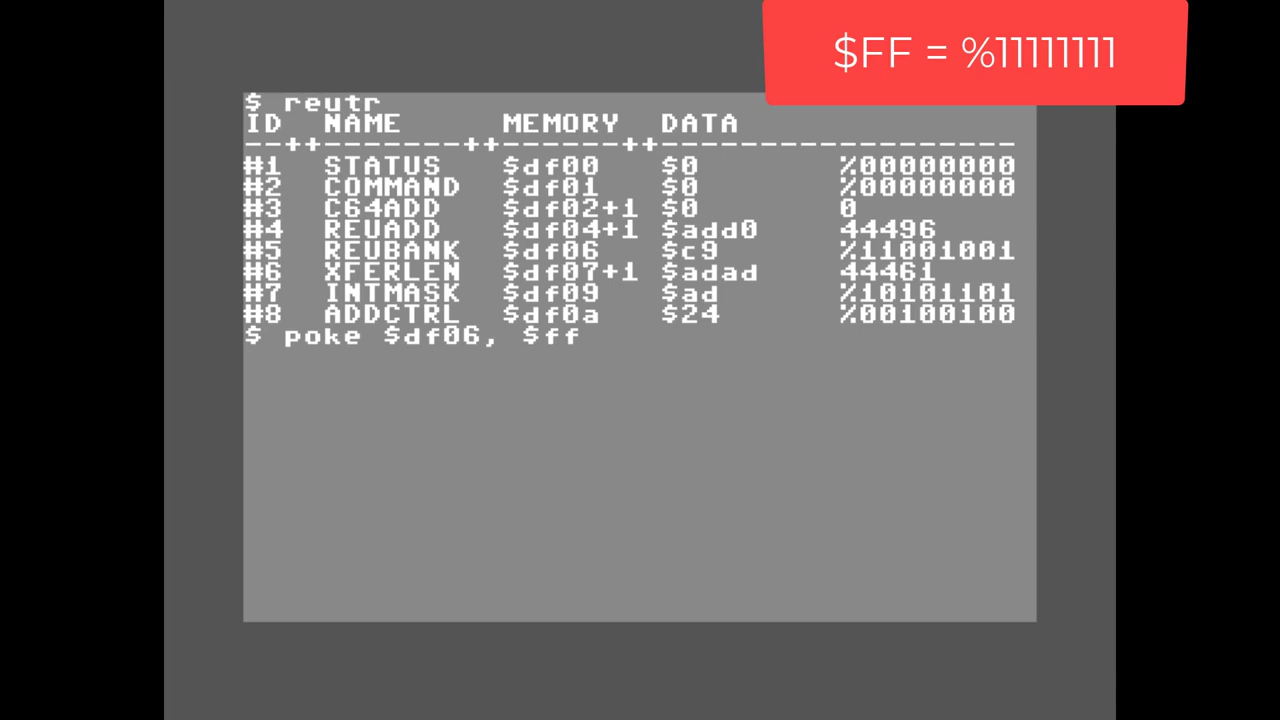 $FF = %11111111
$ reutr
ID NAME MEMORY DATA
--++-------++------++------------------
#1 STATUS $df00 $0 %00000000
#2 COMMAND $df01 $0 %00000000
#3 C64ADD $df02+1 $0 0
#4 REUADD $df04+1 $add0 44496
#5 REUBANK $df06 $c9 %11001001
#6 XFERLEN $df07+1 $adad 44461
#7 INTMASK $df09 $ad %10101101
#8 ADDCTRL $df0a $24 %00100100
$ poke $df06, $ff